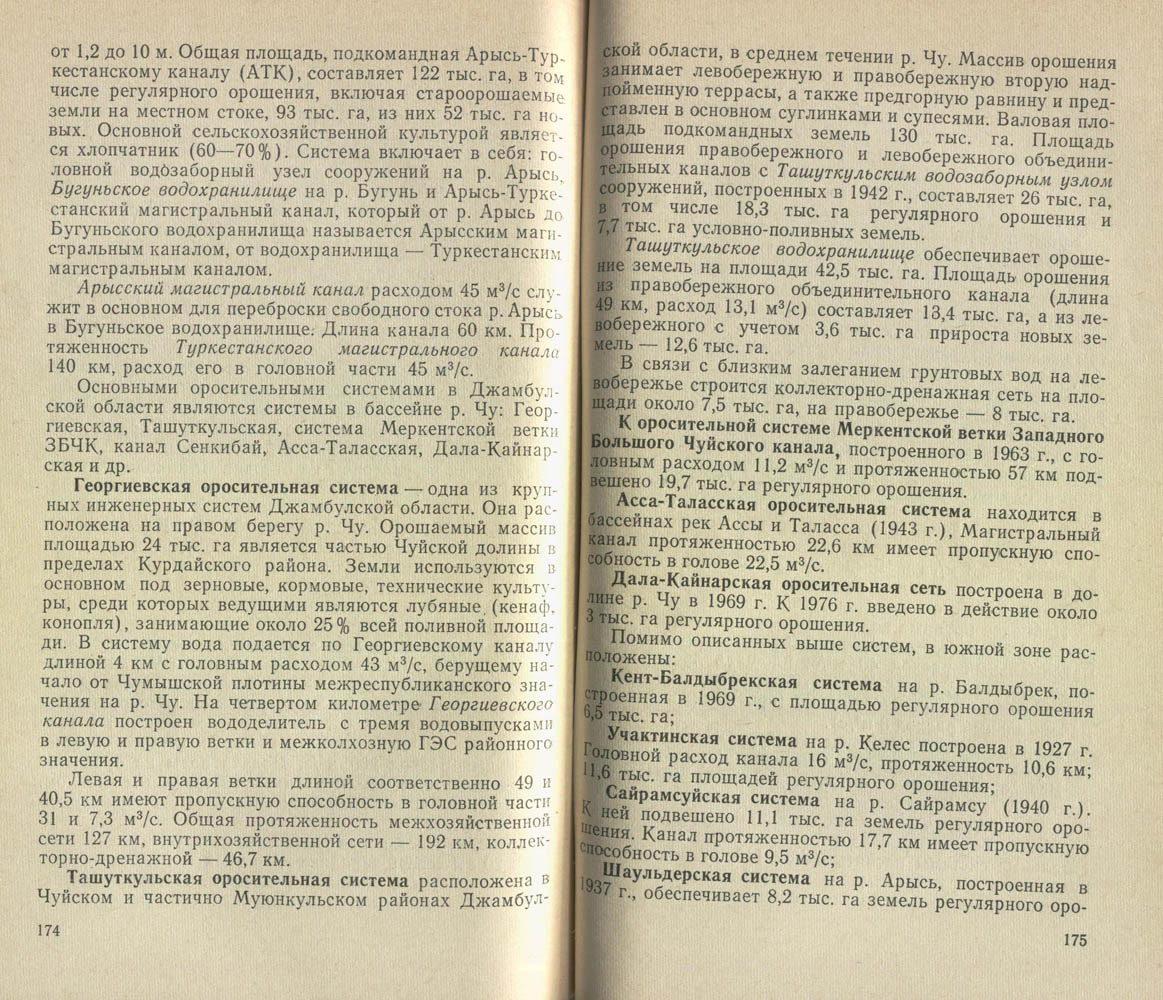 от 1,2 до 10 м. Общая площадь, подкомандная Арысь-Тур-
кестанскому каналу (АТК), составляет 122 тыс. га, в том
числе регулярного орошения, включая староорошаемые
земли на местном стоке, 93 тыс. га, из них 52 тыс. га но-
вых. Основной сельскохозяйственной культурой являет-
ся хлопчатник (60—70%). Система включает в себя: го-
ловной водозаборный узел сооружений на р. Арысь,
Бугуньское водохранилище на р. Бугунь и Арысь-Турке-
станский магистральный канал, который от р. Арысь до
Бугуньского водохранилища называется Арысским маги-
стральным каналом, от водохранилища — Туркестанским
магистральным каналом.
Арысский магистральный канал расходом 45 м³/с слу-
жит в основном для переброски свободного стока р. Арысь
в Бугуньское водохранилище. Длина канала 60 км. Про-
тяженность Туркестанского магистрального канала
140 км, расход его в головной части 45 м³/с.
Основными оросительными системами в Джамбул-
ской области являются системы в бассейне р. Чу: Геор-
гиевская, Ташуткульская, система Меркентской ветки
ЗБЧК, канал Сенкибай, Асса-Таласская, Дала-Кайнар-
ская и др.
Георгиевская оросительная система — одна из круп-
ных инженерных систем Джамбулской области. Она рас-
положена на правом берегу р. Чу. Орошаемый массив
площадью 24 тыс. га является частью Чуйской долины в
пределах Курдайского района. Земли используются в
основном под зерновые, кормовые, технические культу-
ры, среди которых ведущими являются лубяные (кенаф,
конопля), занимающие около 25% всей поливной площа-
ди. В систему вода подается по Георгиевскому каналу
длиной 4 км с головным расходом 43 м³/с, берущему на-
чало от Чумышской плотины межреспубликанского зна-
чения на р. Чу. На четвертом километре Георгиевского
канала построен вододелитель с тремя водовыпусками
в левую и правую ветки и межколхозную ГЭС районного
значения.
Левая и правая ветки длиной соответственно 49 и
40,5 км имеют пропускную способность в головной части
31 и 7,3 м³/с. Общая протяженность межхозяйственной
сети 127 км, внутрихозяйственной сети — 192 км, коллек-
торно-дренажной — 46,7 км.
Ташуткульская оросительная система расположена в
Чуйском и частично Муюнкульском районах Джамбул-
174
ской области, в среднем течении р. Чу. Массив орошения
занимает левобережную и правобережную вторую над-
пойменную террасы, а также предгорную равнину и пред-
ставлен в основном суглинками и супесями. Валовая пло-
щадь подкомандных земель 130 тыс. га. Площадь
орошения правобережного и левобережного объедини-
тельных каналов с Ташуткульским водозаборным узлом
сооружений, построенных в 1942 г., составляет 26 тыс. га,
в том числе 18,3 тыс. га регулярного орошения и
7,7 тыс. га условно-поливных земель.
Ташуткульское водохранилище обеспечивает ороше-
ние земель на площади 42,5 тыс. га. Площадь орошения
из правобережного объединительного канала (длина
49 км, расход 13,1 м³/с) составляет 13,4 тыс. га, а из ле-
вобережного с учетом 3,6 тыс. га прироста новых зе-
мель — 12,6 тыс. га.
В связи с близким залеганием грунтовых вод на ле-
вобережье строится коллекторно-дренажная сеть на пло-
щади около 7,5 тыс. га, на правобережье — 8 тыс. га.
К оросительной системе Меркентской ветки Западного
Большого Чуйского канала, построенного в 1963 г., с го-
ловным расходом 11,2 м³/с и протяженностью 57 км под-
вешено 19,7 тыс. га регулярного орошения.
Асса-Таласская оросительная система находится в
бассейнах рек Ассы и Таласса (1943 г.), Магистральный
канал протяженностью 22,6 км имеет пропускную спо-
собность в голове 22,5 м³/с.
Дала-Кайнарская оросительная сеть построена в до-
лине р. Чу в 1969 г. К 1976 г. введено в действие около
3 тыс. га регулярного орошения.
Помимо описанных выше систем, в южной зоне рас-
положены:
Кент-Балдыбрекская система на р. Балдыбрек, по-
строенная в 1969 г., с площадью регулярного орошения
6,5 тыс. га;
Учактинская система на р. Келес построена в 1927 г.
Головной расход канала 16 м³/с, протяженность 10,6 км;
11,6 тыс. га площадей регулярного орошения;
Сайрамсуйская система на р. Сайрамсу (1940 г.).
К ней подвешено 11,1 тыс. га земель регулярного оро-
шения. Канал протяженностью 17,7 км имеет пропускную
способность в голове 9,5 м³/с;
Шаульдерская система на р. Арысь, построенная в
1937 г., обеспечивает 8,2 тыс. га земель регулярного оро-
175